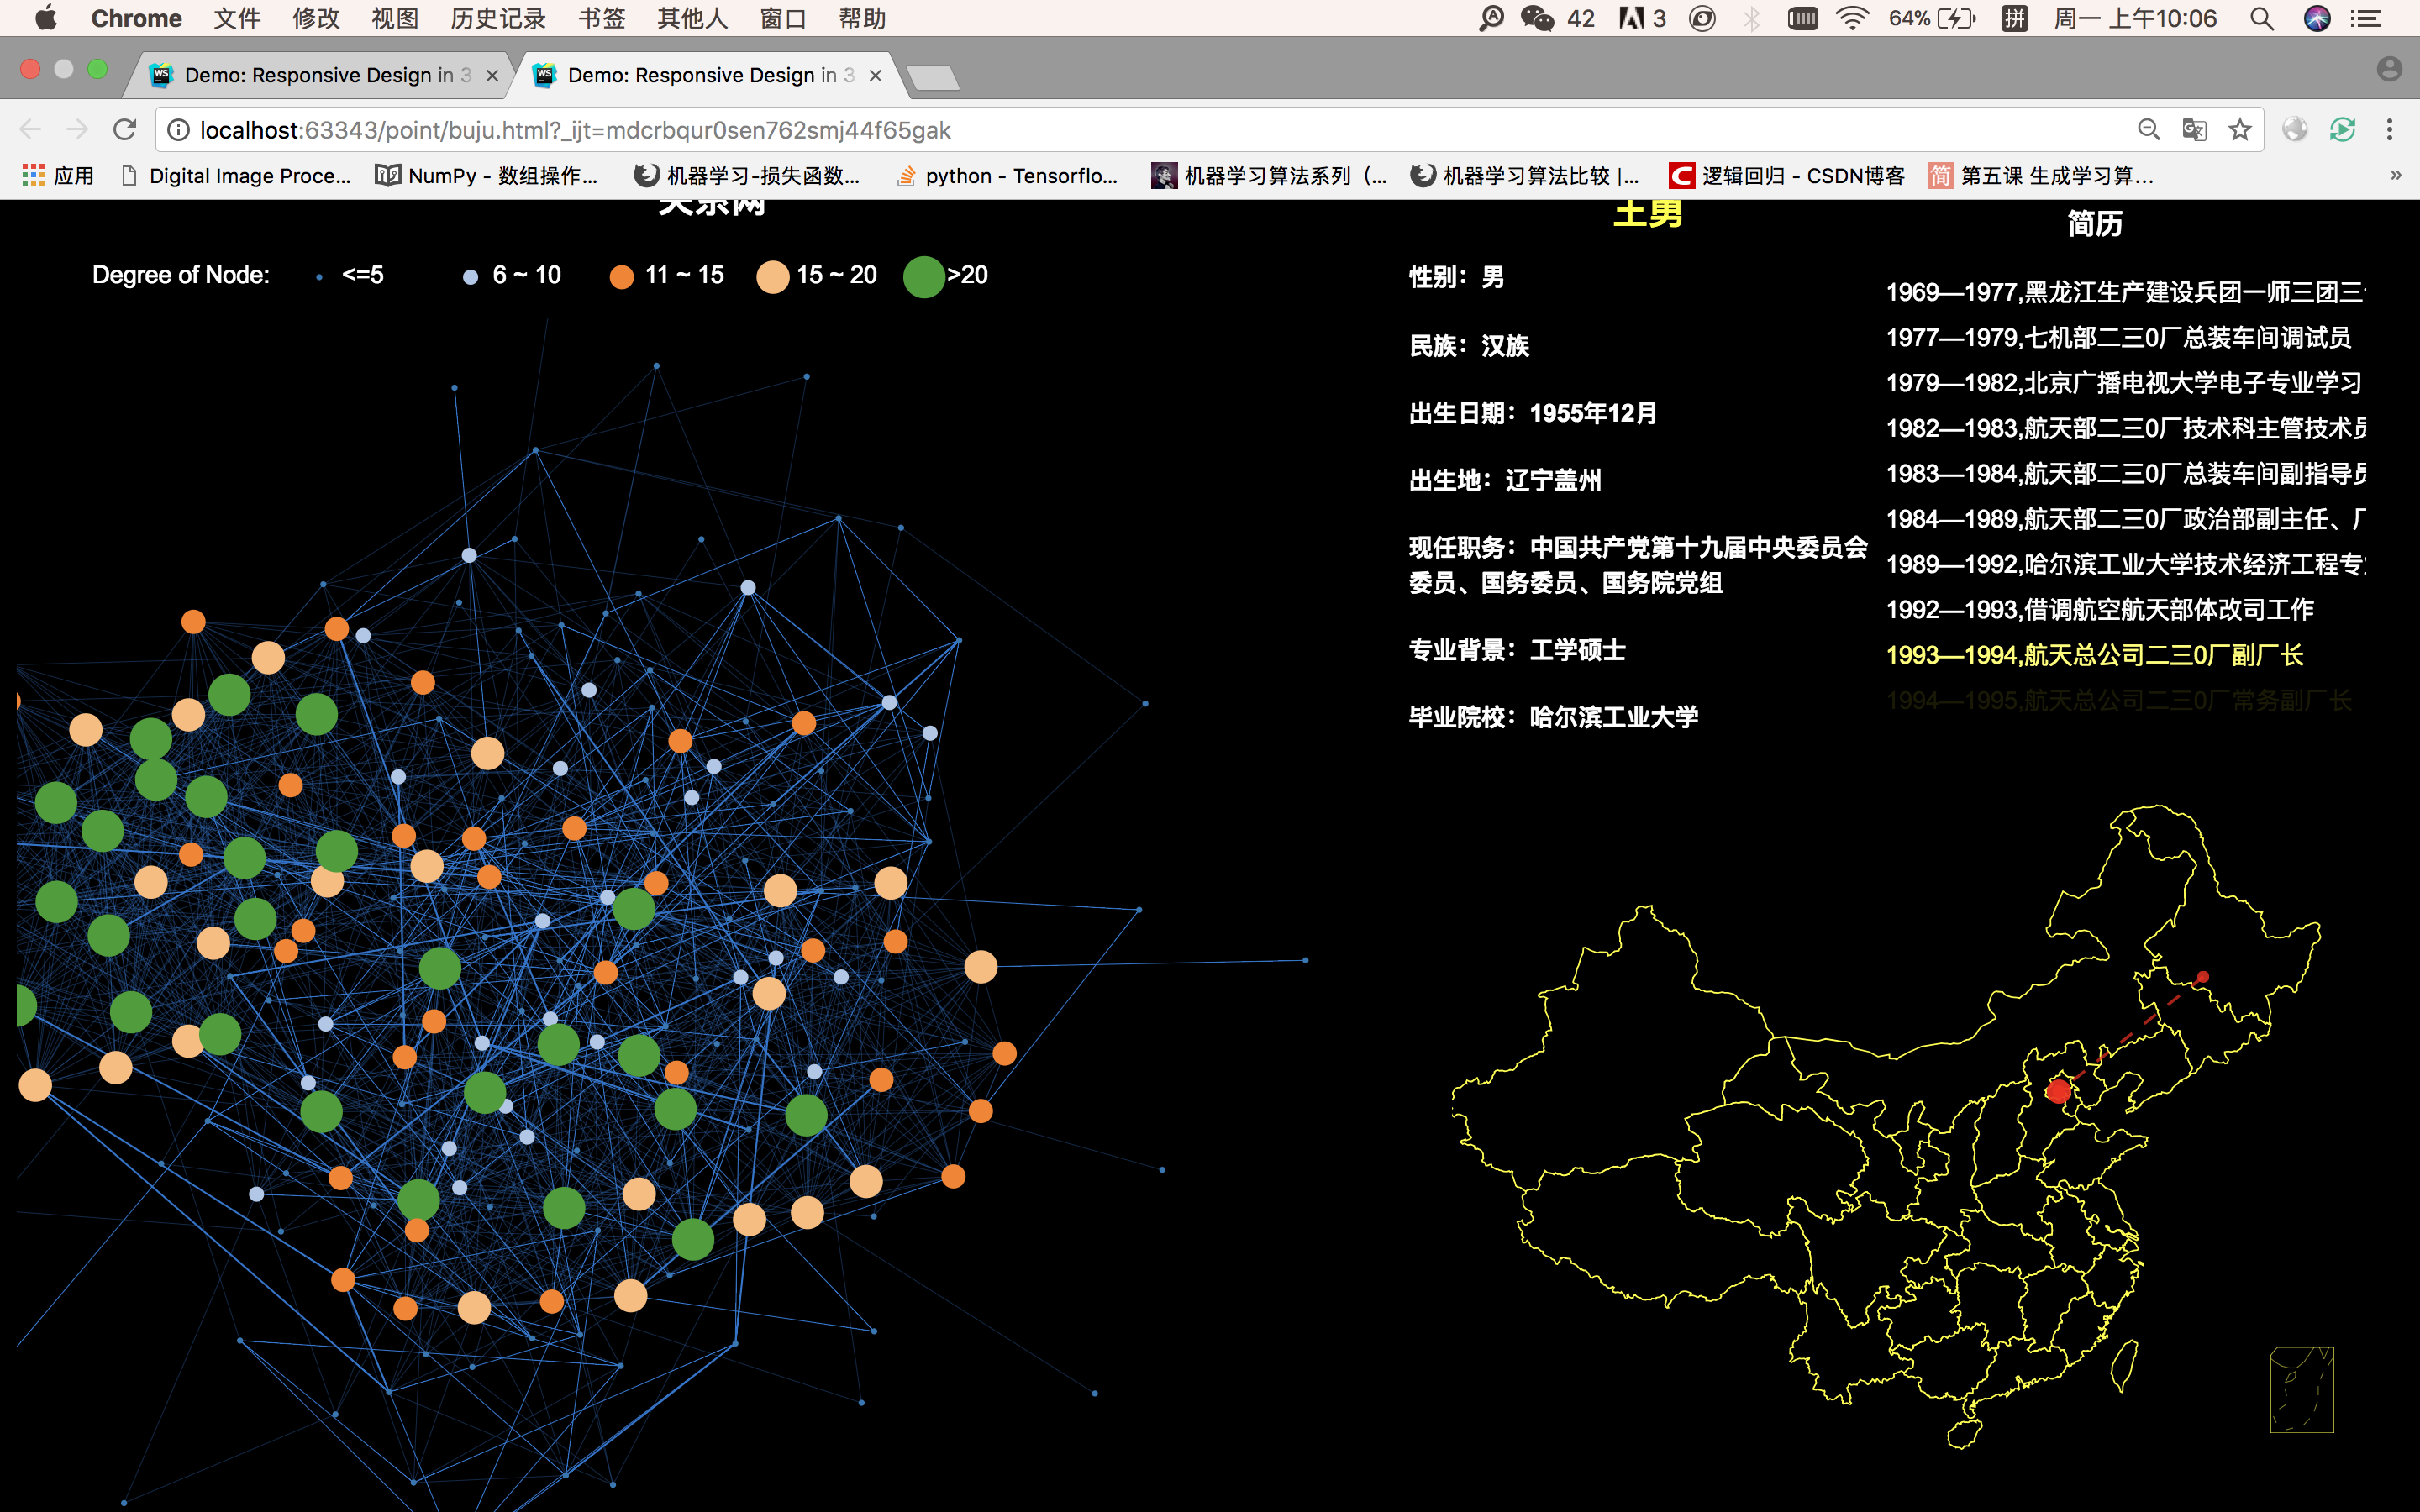 Chrome 文件 修改 视图 历史记录 书签 其他人 窗口 帮助 42 3 64% 拼 周一 上午10:06
Demo: Responsive Design in 3
Demo: Responsive Design in 3
localhost:63343/point/buju.html?_ijt=mdcrbqur0sen762smj44f65gak
应用 Digital Image Proce... NumPy - 数组操作... 机器学习-损失函数... python - Tensorflo... 机器学习算法系列（... 机器学习算法比较 |... 逻辑回归 - CSDN博客 简 第五课 生成学习算...
关系网
Degree of Node: <=5 6 ~ 10 11 ~ 15 15 ~ 20 >20
性别：男
民族：汉族
出生日期：1955年12月
出生地：辽宁盖州
现任职务：中国共产党第十九届中央委员会
委员、国务委员、国务院党组
专业背景：工学硕士
毕业院校：哈尔滨工业大学
简历
1969—1977,黑龙江生产建设兵团一师三团三
1977—1979,七机部二三0厂总装车间调试员
1979—1982,北京广播电视大学电子专业学习
1982—1983,航天部二三0厂技术科主管技术员
1983—1984,航天部二三0厂总装车间副指导员
1984—1989,航天部二三0厂政治部副主任、厂
1989—1992,哈尔滨工业大学技术经济工程专
1992—1993,借调航空航天部体改司工作
1993—1994,航天总公司二三0厂副厂长
1994—1995,航天总公司二三0厂常务副厂长